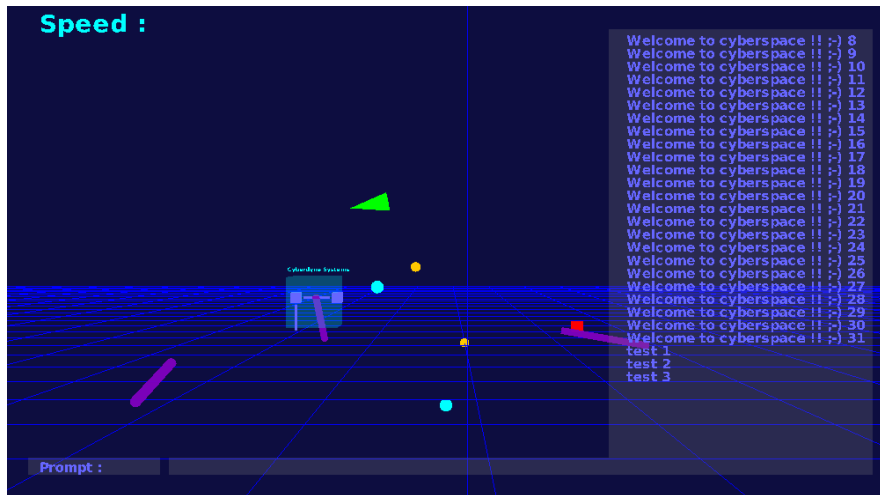 Speed :
Welcome to cyberspace !! ;-) 8
Welcome to cyberspace !! ;-) 9
Welcome to cyberspace !! ;-) 10
Welcome to cyberspace !! ;-) 11
Welcome to cyberspace !! ;-) 12
Welcome to cyberspace !! ;-) 13
Welcome to cyberspace !! ;-) 14
Welcome to cyberspace !! ;-) 15
Welcome to cyberspace !! ;-) 16
Welcome to cyberspace !! ;-) 17
Welcome to cyberspace !! ;-) 18
Welcome to cyberspace !! ;-) 19
Welcome to cyberspace !! ;-) 20
Welcome to cyberspace !! ;-) 21
Welcome to cyberspace !! ;-) 22
Welcome to cyberspace !! ;-) 23
Welcome to cyberspace !! ;-) 24
Welcome to cyberspace !! ;-) 25
Welcome to cyberspace !! ;-) 26
Welcome to cyberspace !! ;-) 27
Welcome to cyberspace !! ;-) 28
Welcome to cyberspace !! ;-) 29
Welcome to cyberspace !! ;-) 30
Welcome to cyberspace !! ;-) 31
test 1
test 2
test 3
Cyberdyne Systems
Prompt :